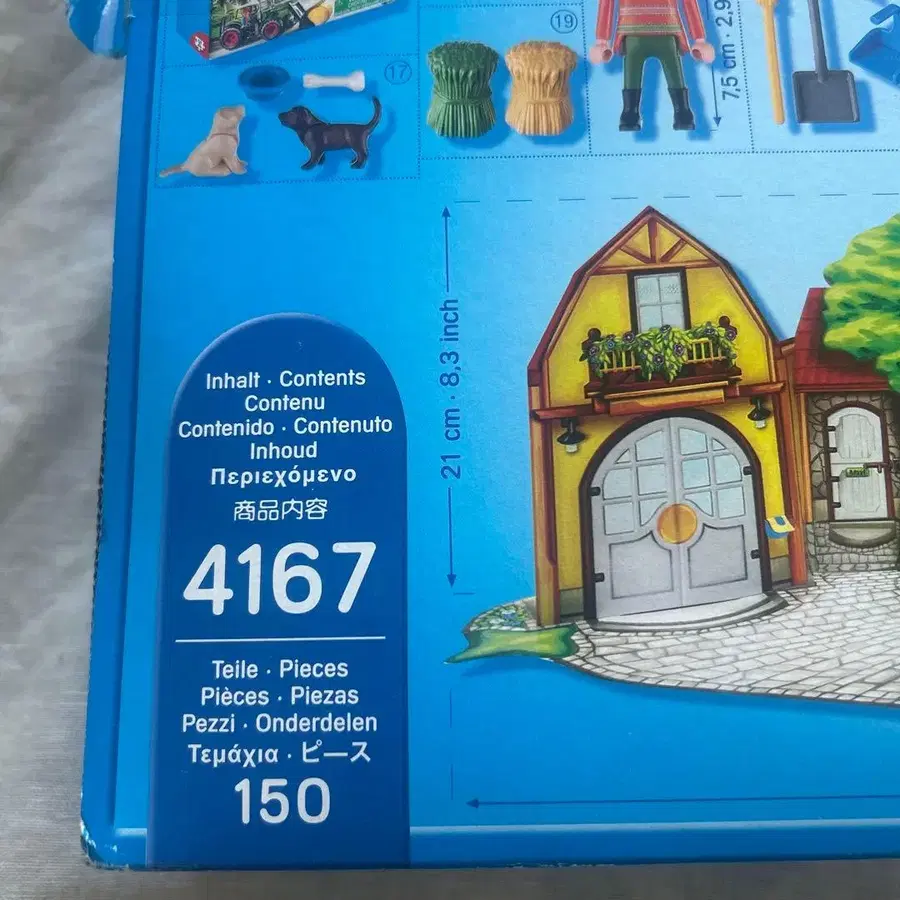 19
17
7,5 cm · 2,9
21 cm · 8,3 inch
Inhalt · Contents
Contenu
Contenido · Contenuto
Inhoud
Περιεχόμενο
商品内容
4167
Teile · Pieces
Pièces · Piezas
Pezzi · Onderdelen
Τεμάχια · ピース
150